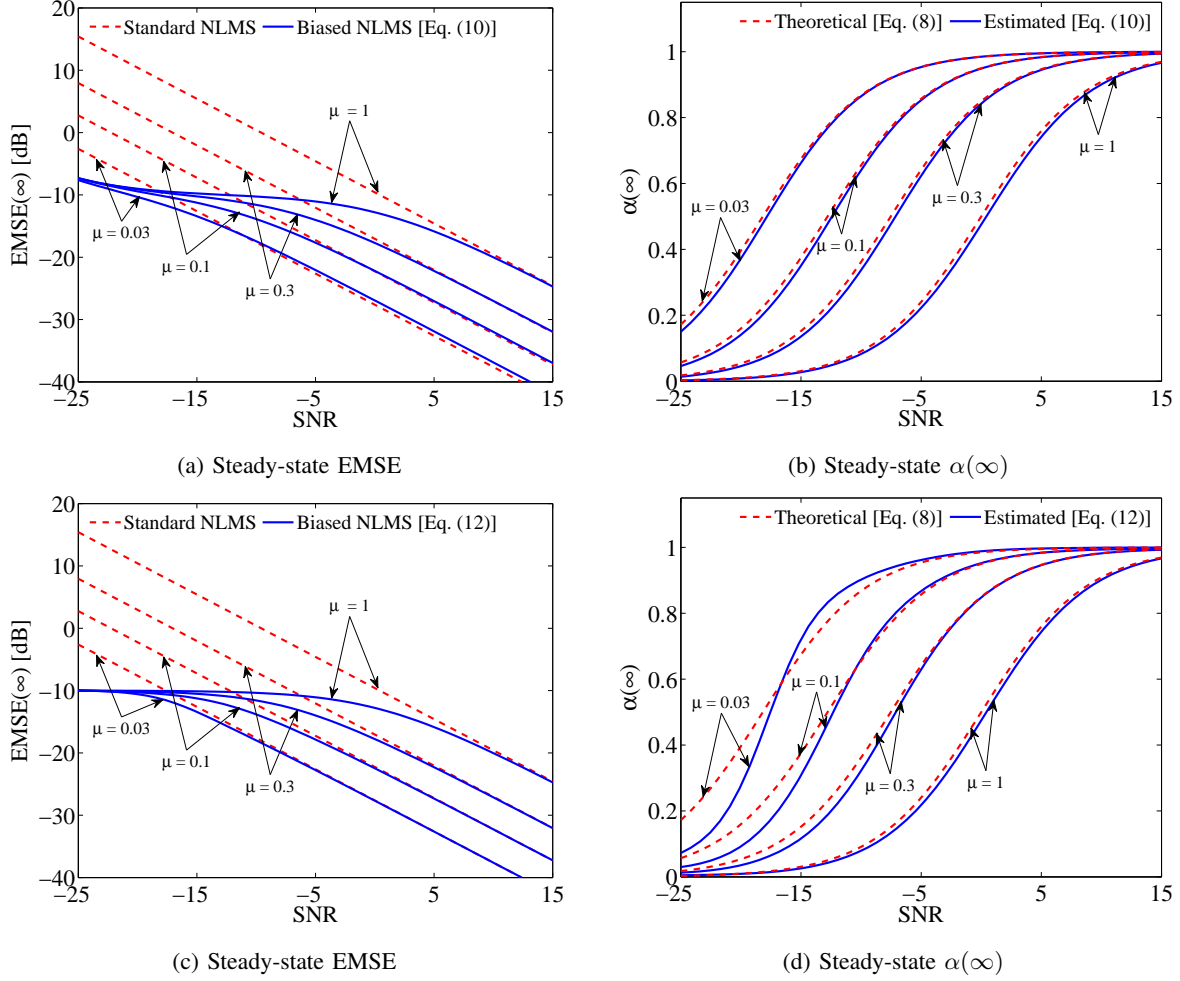 Standard NLMS
Biased NLMS [Eq. (10)]
EMSE(∞) [dB]
20
10
0
−10
−20
−30
−40
−25
−15
−5
5
15
SNR
μ = 1
μ = 0.03
μ = 0.1
μ = 0.3
(a) Steady-state EMSE
Theoretical [Eq. (8)]
Estimated [Eq. (10)]
α(∞)
1
0.8
0.6
0.4
0.2
0
−25
−15
−5
5
15
SNR
μ = 0.03
μ = 0.1
μ = 0.3
μ = 1
(b) Steady-state α(∞)
Standard NLMS
Biased NLMS [Eq. (12)]
EMSE(∞) [dB]
20
10
0
−10
−20
−30
−40
−25
−15
−5
5
15
SNR
μ = 1
μ = 0.03
μ = 0.1
μ = 0.3
(c) Steady-state EMSE
Theoretical [Eq. (8)]
Estimated [Eq. (12)]
α(∞)
1
0.8
0.6
0.4
0.2
0
−25
−15
−5
5
15
SNR
μ = 0.03
μ = 0.1
μ = 0.3
μ = 1
(d) Steady-state α(∞)